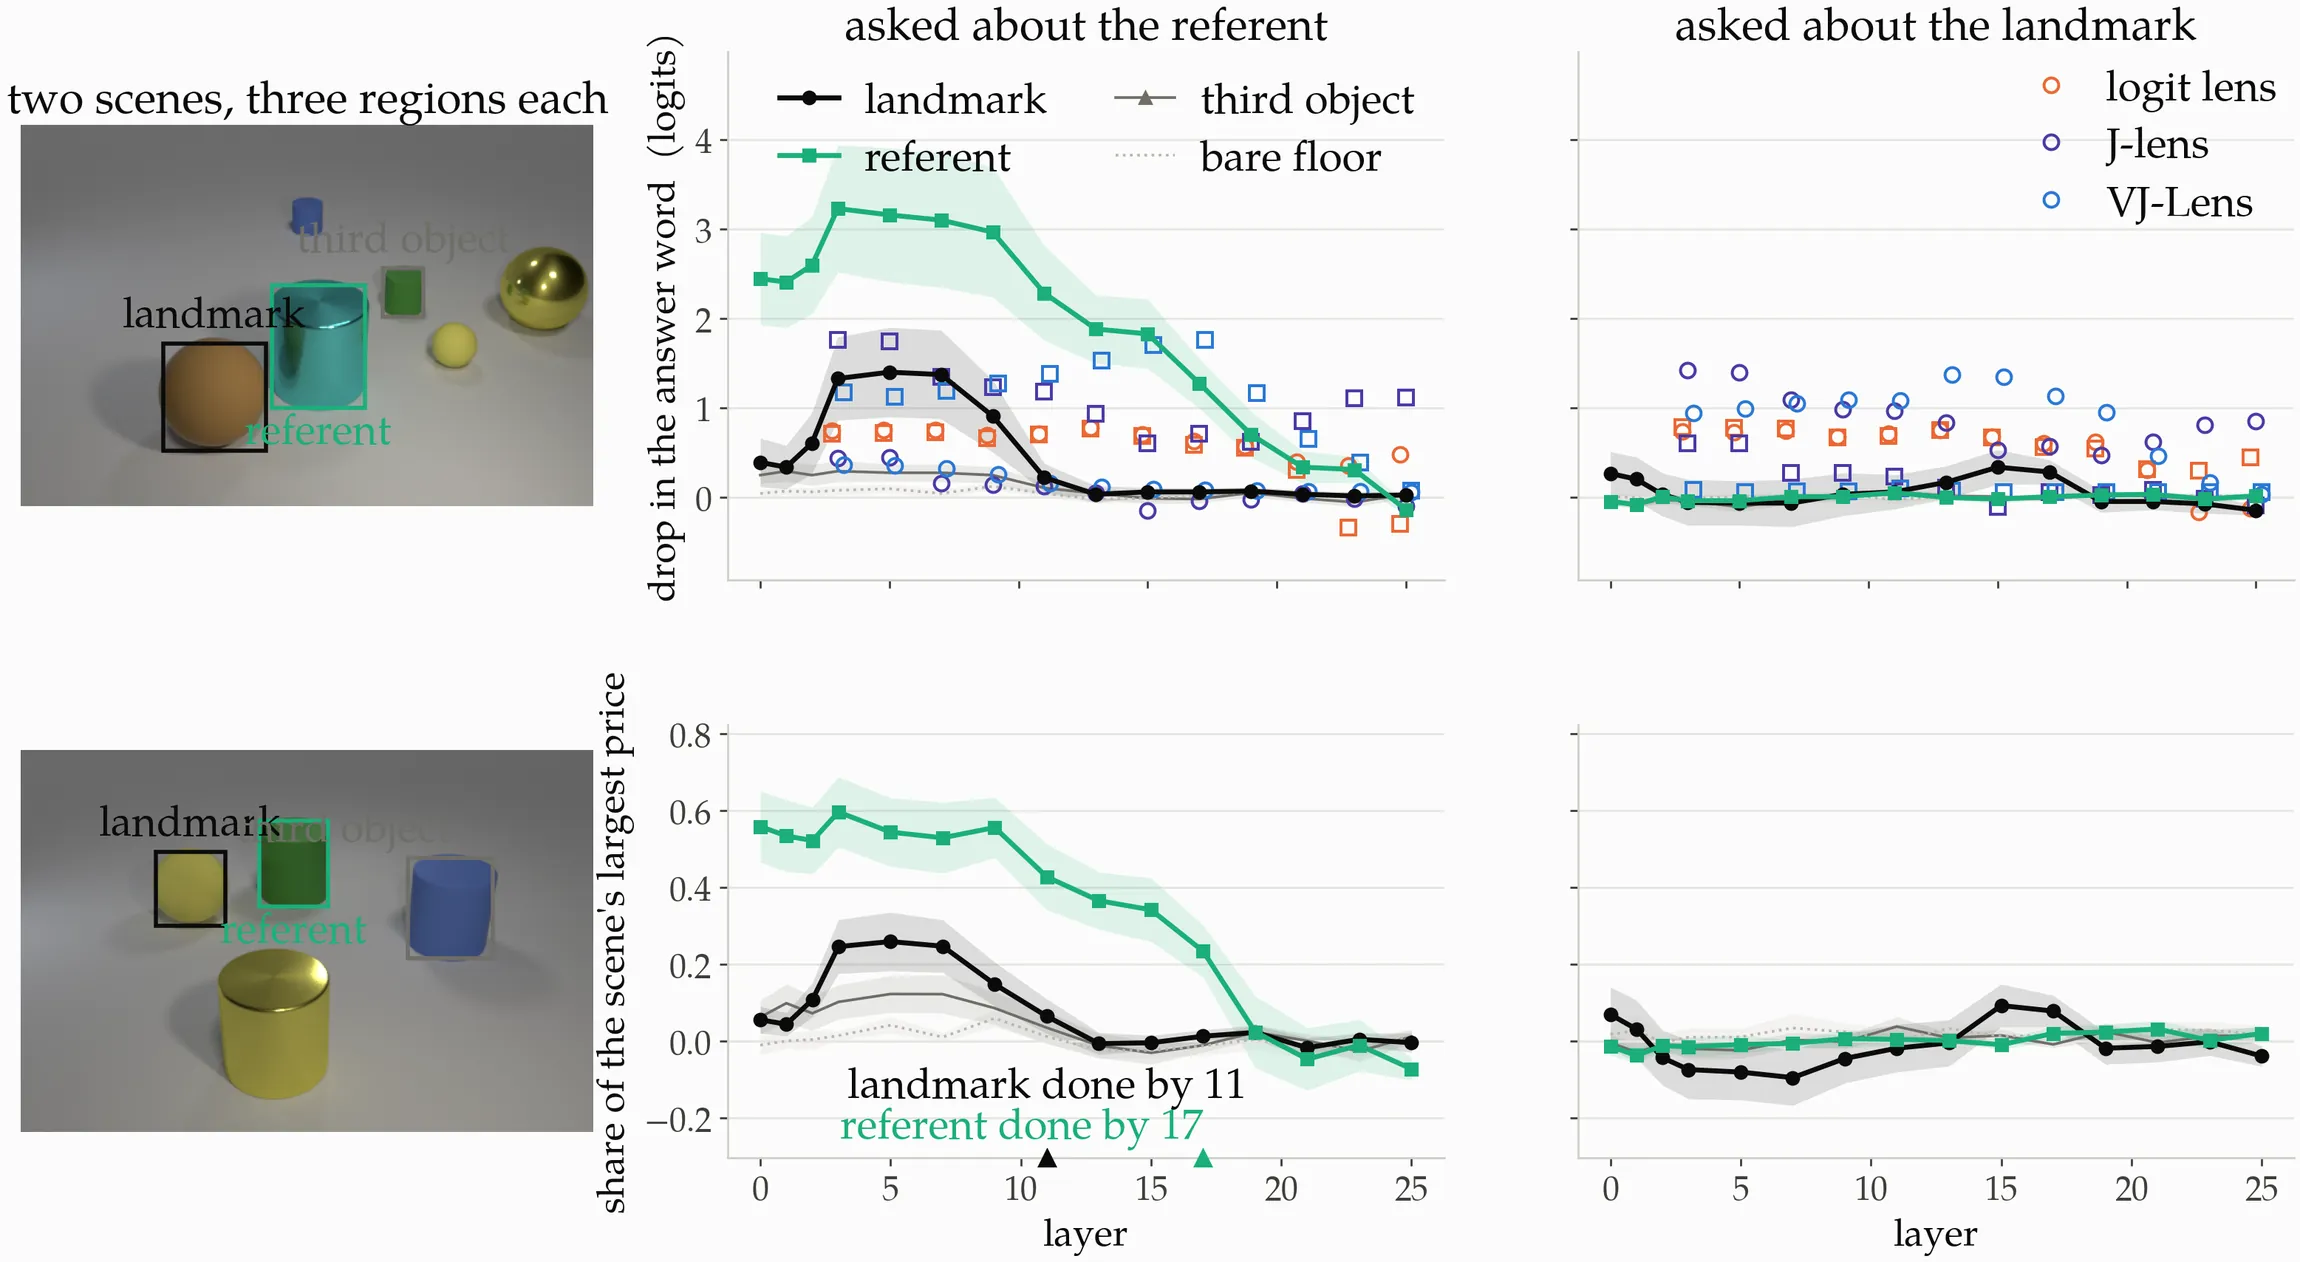 two scenes, three regions each
third object
landmark
referent
landmark
third object
referent
asked about the referent
drop in the answer word (logits)
landmark
referent
third object
bare floor
4
3
2
1
0
asked about the landmark
logit lens
J-lens
VJ-Lens
share of the scene's largest price
0.8
0.6
0.4
0.2
0.0
−0.2
landmark done by 11
referent done by 17
0 5 10 15 20 25
layer
0 5 10 15 20 25
layer